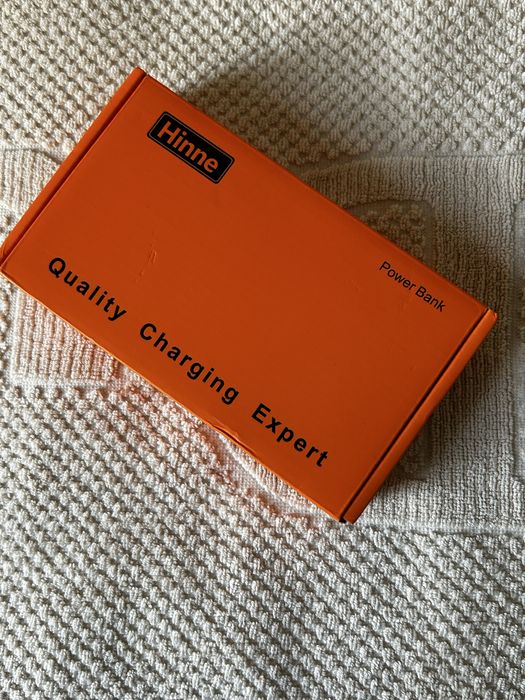 Hinne
Power Bank
Quality Charging Expert